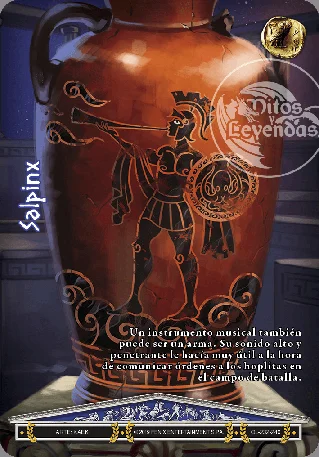 Mitos
y
Leyendas
Salpinx
Un instrumento musical también
puede ser un arma. Su sonido alto y
penetrante le hacía muy útil a la hora
de comunicar órdenes a los hoplitas en
el campo de batalla.